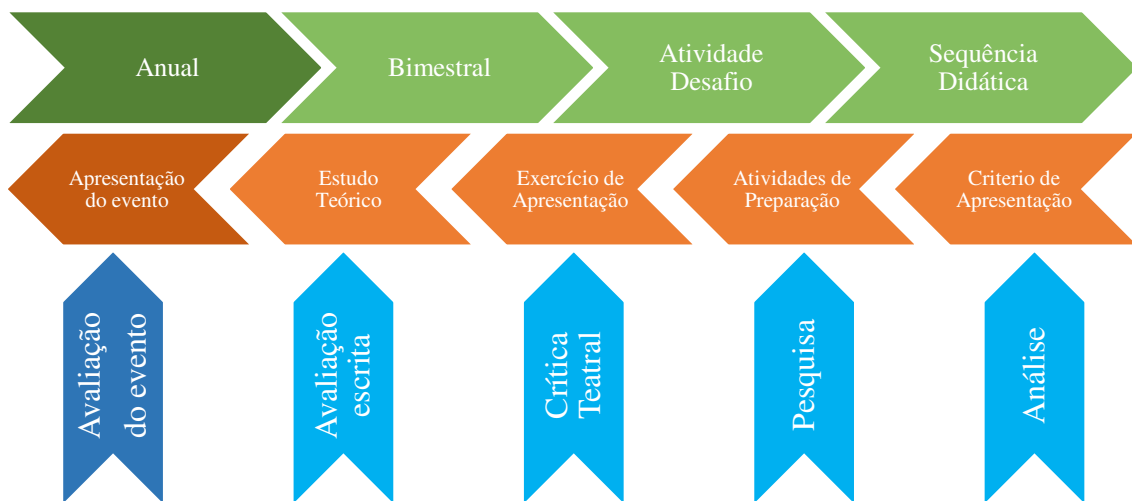 Anual
Bimestral
Atividade
Desafio
Sequência
Didática
Apresentação
do evento
Estudo
Teórico
Exercício de
Apresentação
Atividades de
Preparação
Criterio de
Apresentação
Avaliação
do evento
Avaliação
escrita
Crítica
Teatral
Pesquisa
Análise